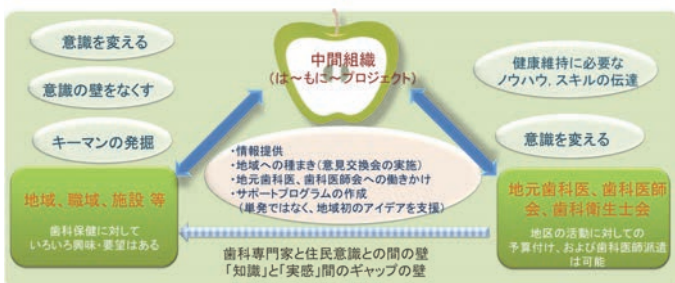 意識を変える
意識の壁をなくす
キーマンの発掘
中間組織
(は～もに～プロジェクト)
健康維持に必要な
ノウハウ,スキルの伝達
意識を変える
・情報提供
・地域への種まき(意見交換会の実施)
・地元歯科医、歯科医師会への働きかけ
・サポートプログラムの作成
(単発ではなく、地域初のアイデアを支援)
地域、職域、施設 等
歯科保健に対して
いろいろ興味・要望はある
地元歯科医、歯科医師
会、歯科衛生士会
地区の活動に対しての
予算付け、および歯科医師派遣
は可能
歯科専門家と住民意識との間の壁
「知識」と「実感」間のギャップの壁